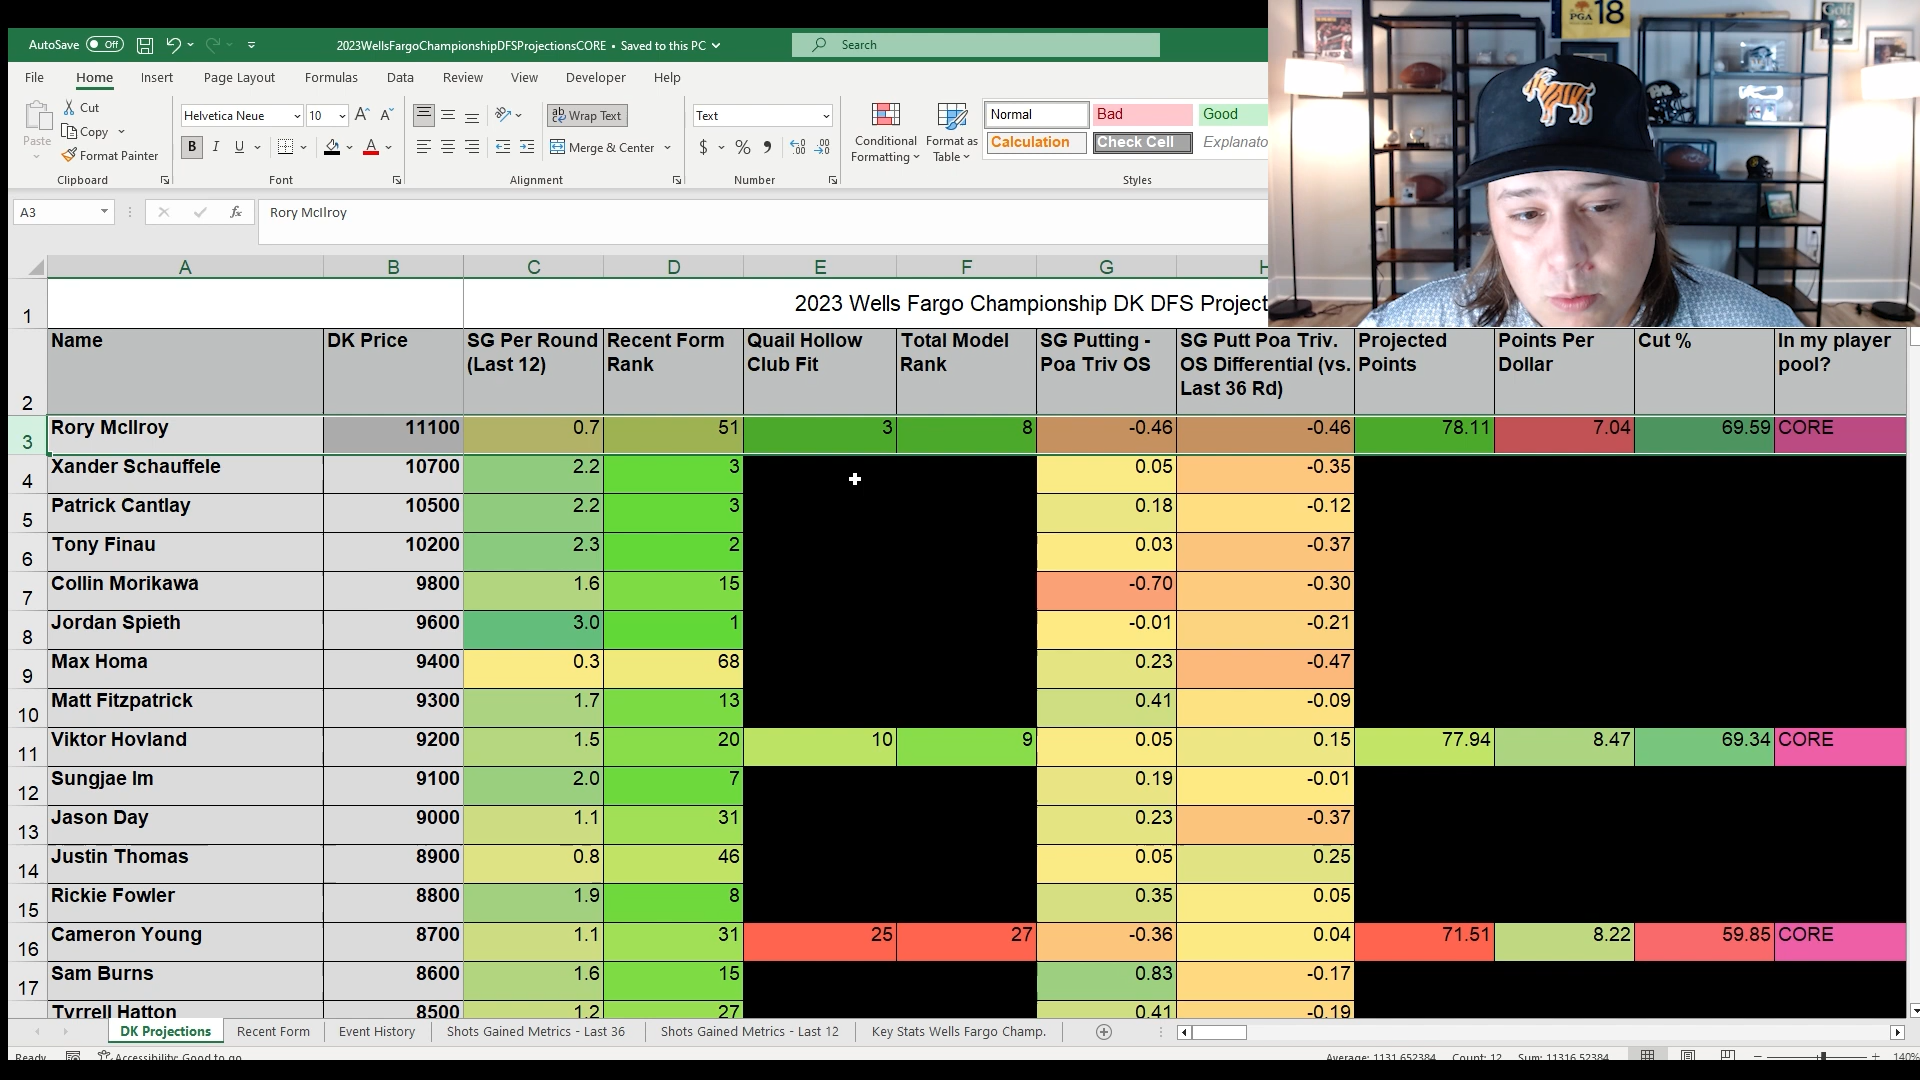 AutoSave Off 2023WellsFargoChampionshipDFSProjectionsCORE • Saved to this PC Search
PGA 18
Golf
File Home Insert Page Layout Formulas Data Review View Developer Help
Cut Helvetica Neue 10 Wrap Text Text Normal Bad Good
Paste Copy Conditional Formatting Format as Table
Format Painter B I U Merge & Center $ % Calculation Check Cell Explanato
Clipboard Font Alignment Number Styles
A3 fx Rory McIlroy
A B C D E F G H
1 2023 Wells Fargo Championship DK DFS Project
2 Name DK Price SG Per Round (Last 12) Recent Form Rank Quail Hollow Club Fit Total Model Rank SG Putting - Poa Triv OS SG Putt Poa Triv. OS Differential (vs. Last 36 Rd) Projected Points Points Per Dollar Cut % In my player pool?
3 Rory McIlroy 11100 0.7 51 3 8 -0.46 -0.46 78.11 7.04 69.59 CORE
4 Xander Schauffele 10700 2.2 3 0.05 -0.35
5 Patrick Cantlay 10500 2.2 3 0.18 -0.12
6 Tony Finau 10200 2.3 2 0.03 -0.37
7 Collin Morikawa 9800 1.6 15 -0.70 -0.30
8 Jordan Spieth 9600 3.0 1 -0.01 -0.21
9 Max Homa 9400 0.3 68 0.23 -0.47
10 Matt Fitzpatrick 9300 1.7 13 0.41 -0.09
11 Viktor Hovland 9200 1.5 20 10 9 0.05 0.15 77.94 8.47 69.34 CORE
12 Sungjae Im 9100 2.0 7 0.19 -0.01
13 Jason Day 9000 1.1 31 0.23 -0.37
14 Justin Thomas 8900 0.8 46 0.05 0.25
15 Rickie Fowler 8800 1.9 8 0.35 0.05
16 Cameron Young 8700 1.1 31 25 27 -0.36 0.04 71.51 8.22 59.85 CORE
17 Sam Burns 8600 1.6 15 0.83 -0.17
Tyrrell Hatton 8500 1.2 27 0.41 -0.19
DK Projections Recent Form Event History Shots Gained Metrics - Last 36 Shots Gained Metrics - Last 12 Key Stats Wells Fargo Champ.
Ready Accessibility: Good to go Average: 1131.652384 Count: 12 Sum: 11316.52384 140%